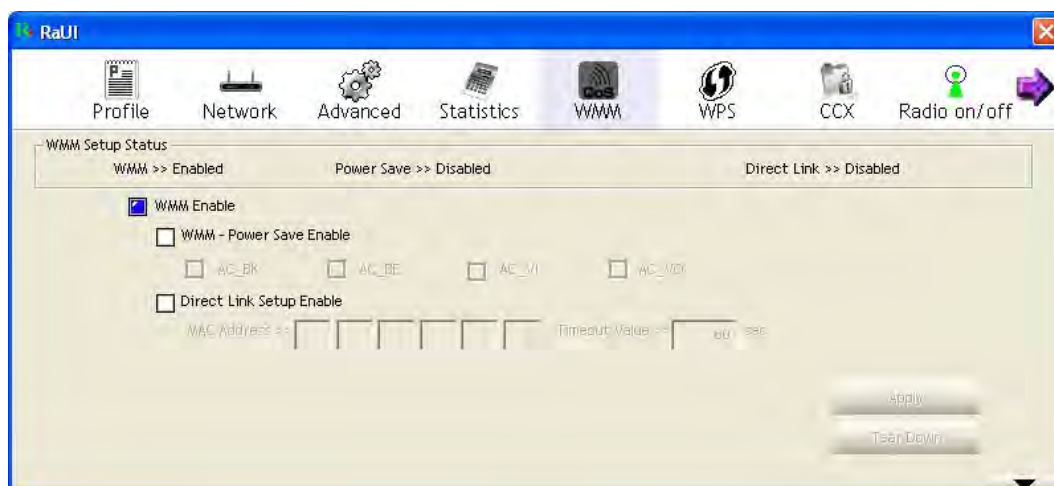 RaUI
P
QoS
Profile Network Advanced Statistics WMM WPS CCX Radio on/off
WMM Setup Status
WMM >> Enabled Power Save >> Disabled Direct Link >> Disabled
WMM Enable
WMM - Power Save Enable
AC_BK AC_BE AC_VI AC_VO
Direct Link Setup Enable
MAC Address >> Timeout Value >> 60 sec
Apply
Tear Down